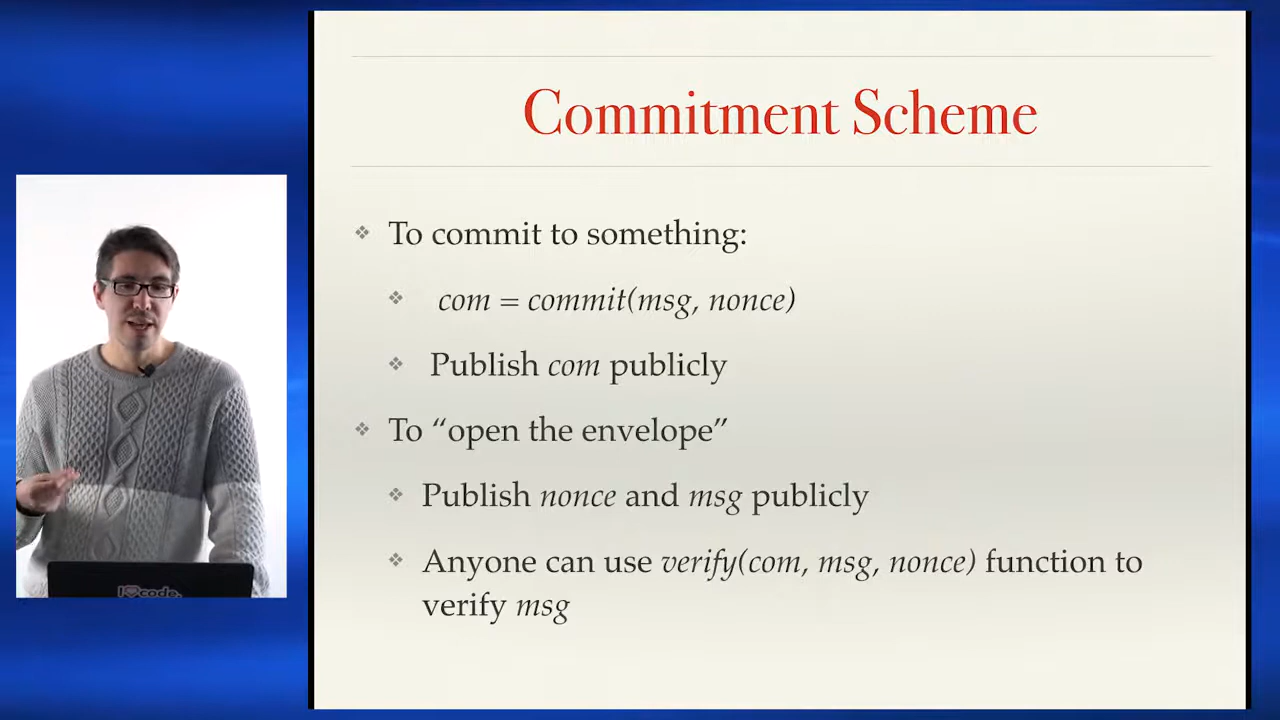 Commitment Scheme
❖ To commit to something:
❖ com = commit(msg, nonce)
❖ Publish com publicly
❖ To “open the envelope”
❖ Publish nonce and msg publicly
❖ Anyone can use verify(com, msg, nonce) function to
verify msg
I code.